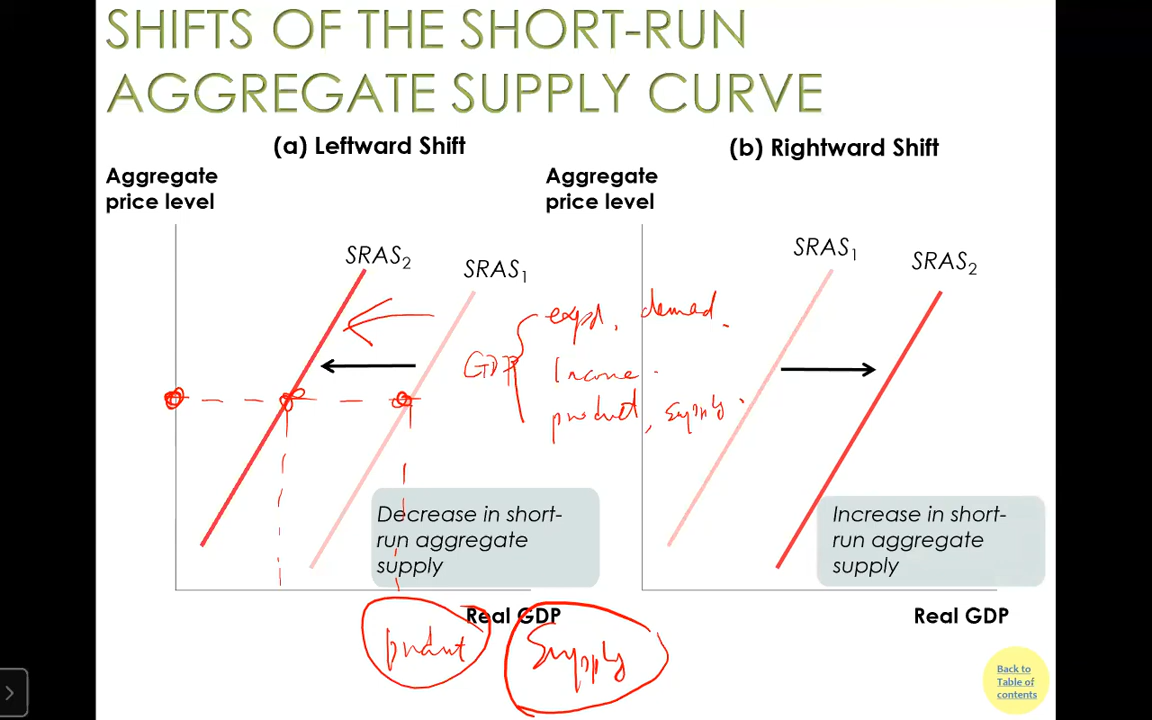 SHIFTS OF THE SHORT-RUN
AGGREGATE SUPPLY CURVE
(a) Leftward Shift
Aggregate
price level
SRAS2
SRAS1
GDP
expd, demad.
Income.
product, supply.
Decrease in short-
run aggregate
supply
Real GDP
Supply
(b) Rightward Shift
Aggregate
price level
SRAS1
SRAS2
Increase in short-
run aggregate
supply
Real GDP
Back to
Table of
contents